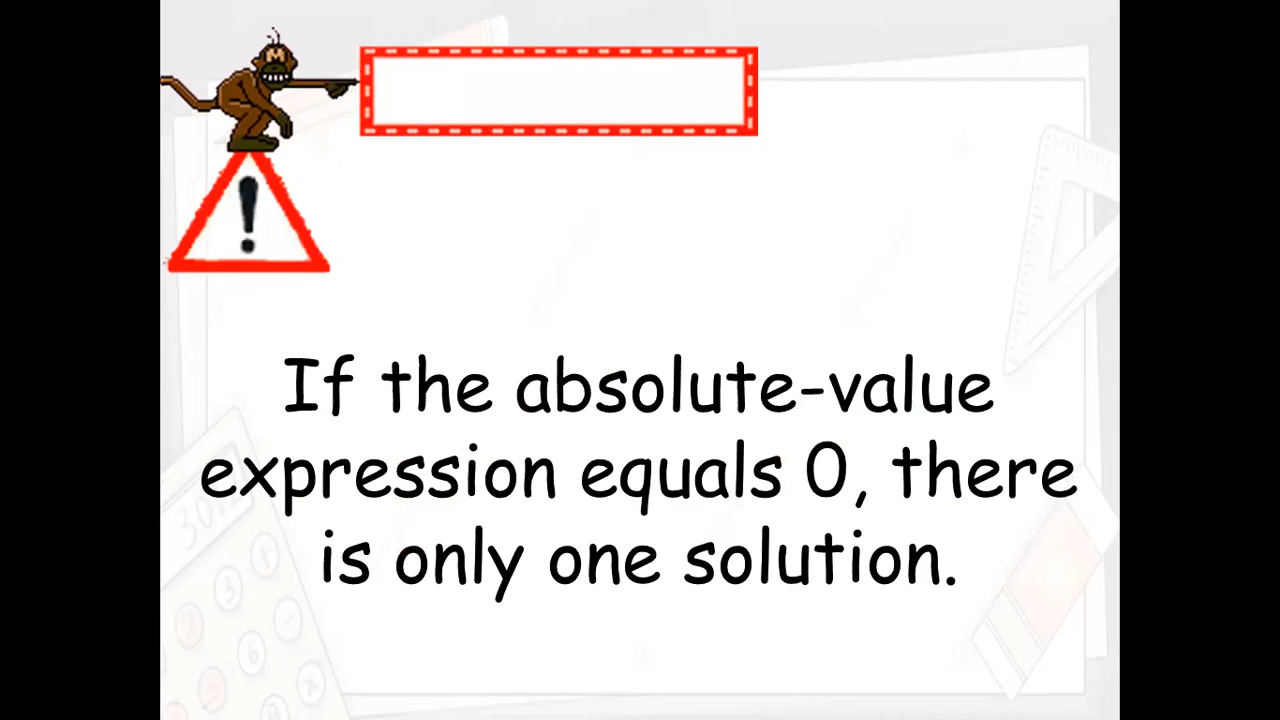 !
If the absolute-value
expression equals 0, there
is only one solution.